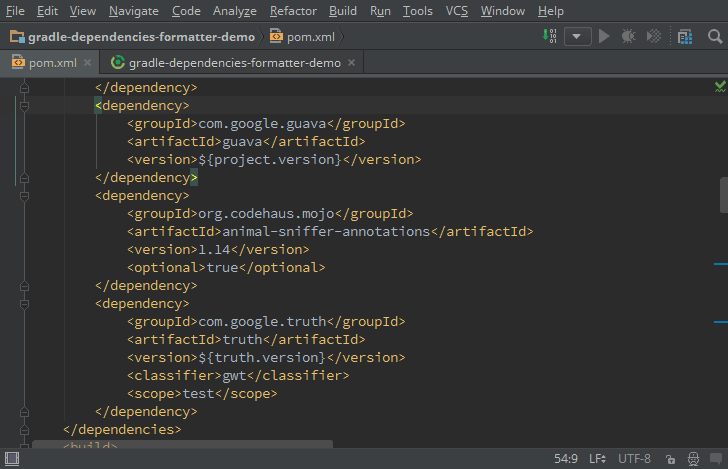 File Edit View Navigate Code Analyze Refactor Build Run Tools VCS Window Help
gradle-dependencies-formatter-demo pom.xml
pom.xml gradle-dependencies-formatter-demo
</dependency>
<dependency>
<groupId>com.google.guava</groupId>
<artifactId>guava</artifactId>
<version>${project.version}</version>
</dependency>
<dependency>
<groupId>org.codehaus.mojo</groupId>
<artifactId>animal-sniffer-annotations</artifactId>
<version>1.14</version>
<optional>true</optional>
</dependency>
<dependency>
<groupId>com.google.truth</groupId>
<artifactId>truth</artifactId>
<version>${truth.version}</version>
<classifier>gwt</classifier>
<scope>test</scope>
</dependency>
</dependencies>
<build>
54:9 LF UTF-8